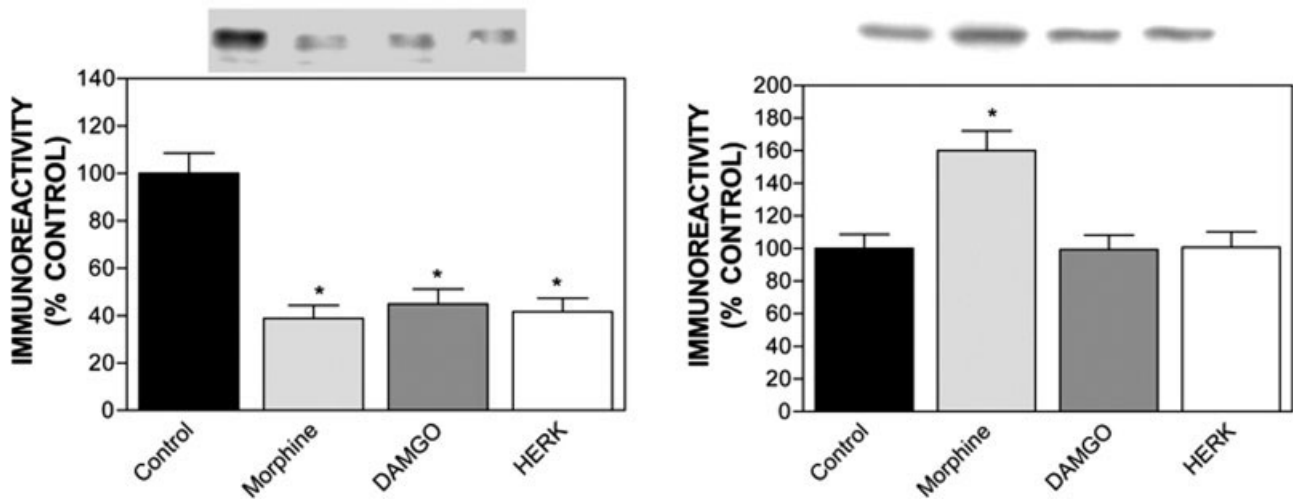 IMMUNOREACTIVITY
(% CONTROL)
140
120
100
80
60
40
20
0
*
*
*
Control
Morphine
DAMGO
HERK
IMMUNOREACTIVITY
(% CONTROL)
200
180
160
140
120
100
80
60
40
20
0
*
Control
Morphine
DAMGO
HERK